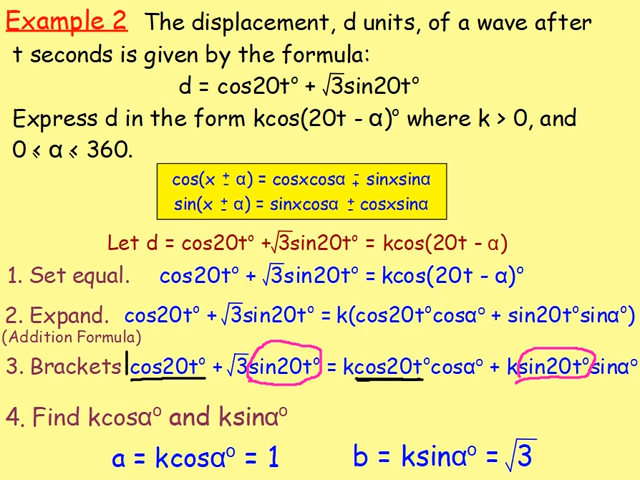 Example 2 The displacement, d units, of a wave after
t seconds is given by the formula:
d = cos20t° + √3sin20t°
Express d in the form kcos(20t - α)° where k > 0, and
0 ≤ α ≤ 360.
cos(x ± α) = cosxcosα ∓ sinxsinα
sin(x ± α) = sinxcosα ± cosxsinα
Let d = cos20t° +√3sin20t° = kcos(20t - α)
1. Set equal. cos20t° + √3sin20t° = kcos(20t - α)°
2. Expand. cos20t° + √3sin20t° = k(cos20t°cosα° + sin20t°sinα°)
(Addition Formula)
3. Brackets 1cos20t° + √3sin20t° = kcos20t°cosα° + ksin20t°sinα°
4. Find kcosα° and ksinα°
a = kcosα° = 1 b = ksinα° = √3